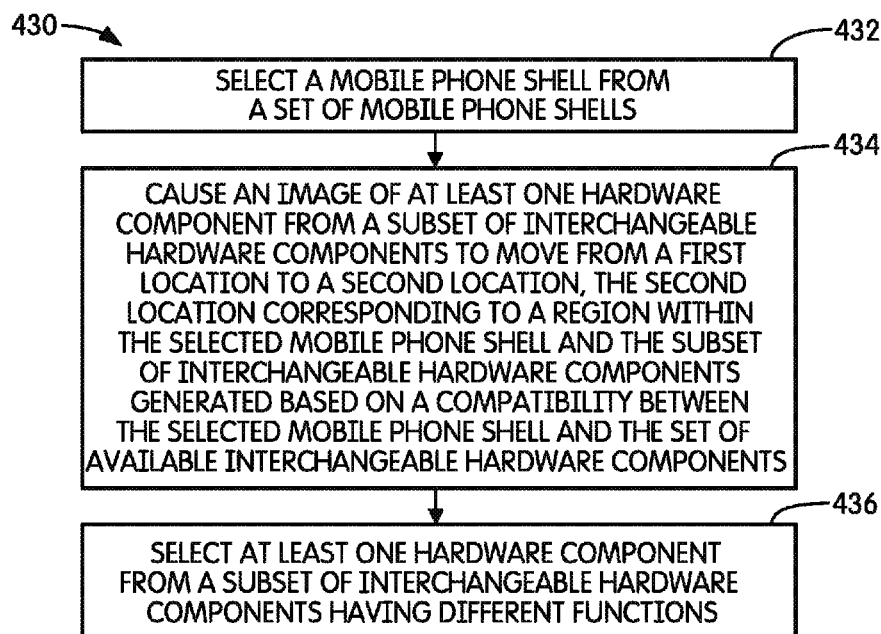 430
432
SELECT A MOBILE PHONE SHELL FROM
A SET OF MOBILE PHONE SHELLS
434
CAUSE AN IMAGE OF AT LEAST ONE HARDWARE
COMPONENT FROM A SUBSET OF INTERCHANGEABLE
HARDWARE COMPONENTS TO MOVE FROM A FIRST
LOCATION TO A SECOND LOCATION, THE SECOND
LOCATION CORRESPONDING TO A REGION WITHIN
THE SELECTED MOBILE PHONE SHELL AND THE SUBSET
OF INTERCHANGEABLE HARDWARE COMPONENTS
GENERATED BASED ON A COMPATIBILITY BETWEEN
THE SELECTED MOBILE PHONE SHELL AND THE SET OF
AVAILABLE INTERCHANGEABLE HARDWARE COMPONENTS
436
SELECT AT LEAST ONE HARDWARE COMPONENT
FROM A SUBSET OF INTERCHANGEABLE HARDWARE
COMPONENTS HAVING DIFFERENT FUNCTIONS